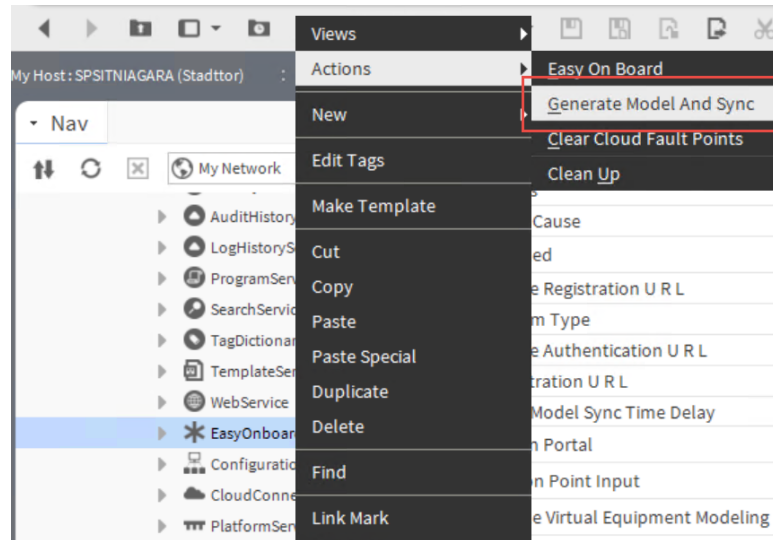 My Host : SPSITNIAGARA (Stadttor) :
Nav
My Network
AuditHistory
LogHistoryS
ProgramServ
SearchServic
TagDictionar
TemplateSer
WebService
EasyOnboar
Configuratio
CloudConne
PlatformServ
Views
Actions
New
Edit Tags
Make Template
Cut
Copy
Paste
Paste Special
Duplicate
Delete
Find
Link Mark
Easy On Board
Generate Model And Sync
Clear Cloud Fault Points
Clean Up
Cause
ed
e Registration U R L
m Type
e Authentication U R L
tration U R L
Model Sync Time Delay
n Portal
on Point Input
e Virtual Equipment Modeling